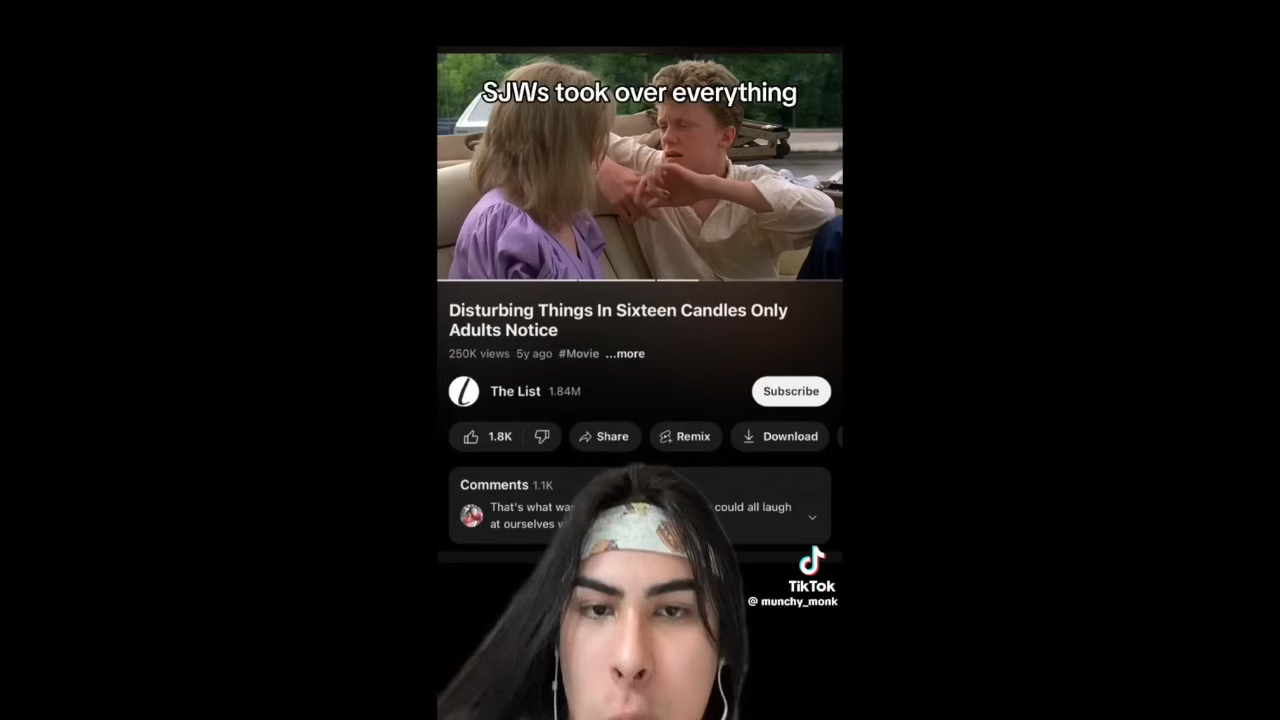 SJWs took over everything
Disturbing Things In Sixteen Candles Only
Adults Notice
250K views 5y ago #Movie ...more
The List 1.84M
Subscribe
1.8K
Share
Remix
Download
Comments 1.1K
That's what could all laugh
at ourselves
TikTok
@ munchy_monk